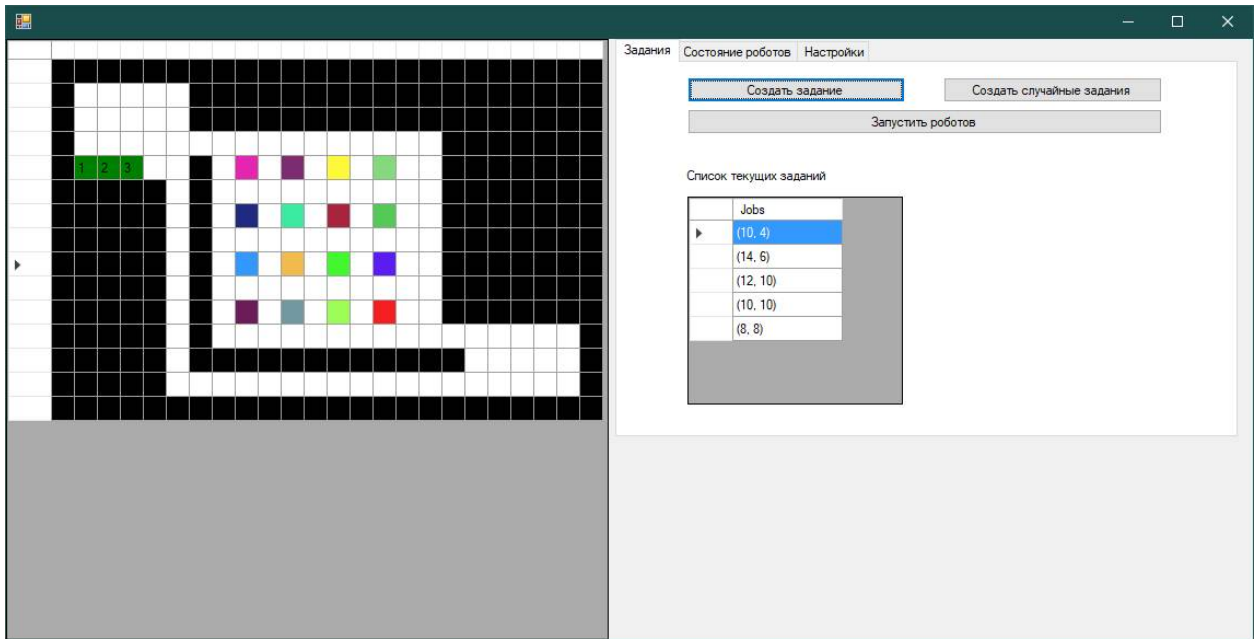 Задания Состояние роботов Настройки
Создать задание Создать случайные задания
Запустить роботов
1 2 3
Список текущих заданий
Jobs
(10, 4)
(14, 6)
(12, 10)
(10, 10)
(8, 8)